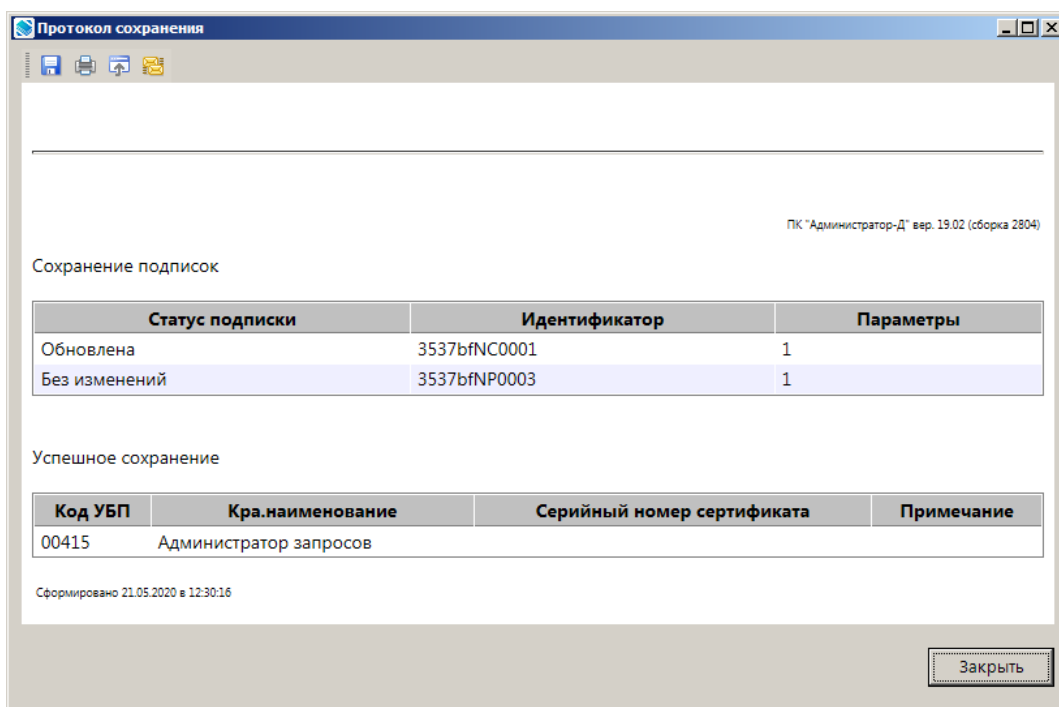 Протокол сохранения
ПК "Администратор-Д" вер. 19.02 (сборка 2804)
Сохранение подписок
Статус подписки Идентификатор Параметры
Обновлена 3537bfNC0001 1
Без изменений 3537bfNP0003 1
Успешное сохранение
Код УБП Кра.наименование Серийный номер сертификата Примечание
00415 Администратор запросов
Сформировано 21.05.2020 в 12:30:16
Закрыть